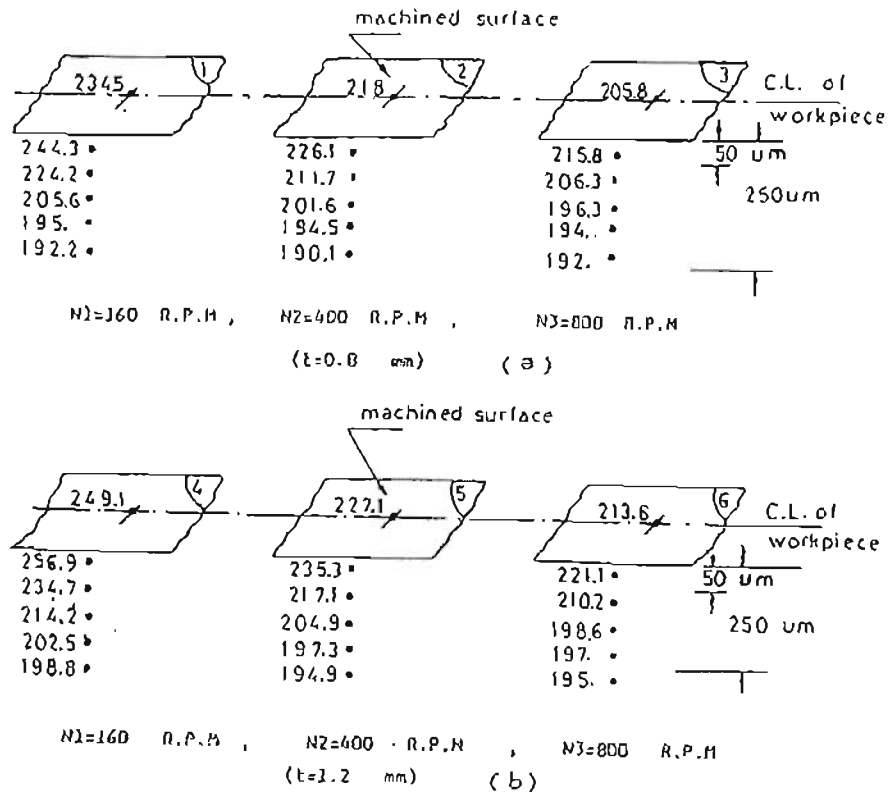 machined surface
1 2 3
234.5 218 205.8 C.L. of
workpiece
244.3 226.1 215.8 50 um
224.2 211.7 206.3
205.6 201.6 196.3 250um
195. 194.5 194.
192.2 190.1 192.
N1=160 R.P.M , N2=400 R.P.M , N3=800 R.P.M
(t=0.8 mm) (a)
machined surface
4 5 6
249.1 227.1 213.6 C.L. of
workpiece
256.9 235.3 221.1 50 um
234.7 217.1 210.2
214.2 204.9 198.6 250 um
202.5 197.3 197.
198.8 194.9 195.
N1=160 R.P.M , N2=400 R.P.M , N3=800 R.P.M
(t=1.2 mm) (b)